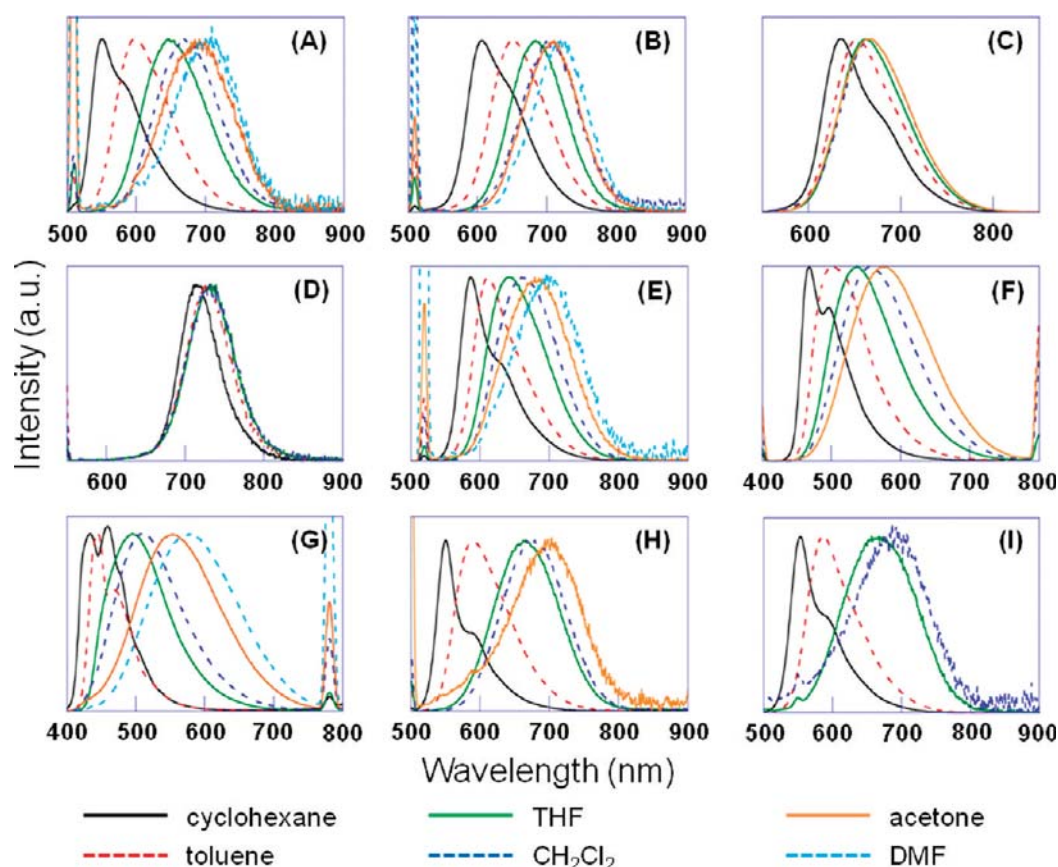 (A) (B) (C)
500 600 700 800 900 500 600 700 800 900 600 700 800
(D) (E) (F)
600 700 800 900 500 600 700 800 900 400 500 600 700 800
(G) (H) (I)
400 500 600 700 800 500 600 700 800 900 500 600 700 800 900
Intensity (a. u.)
Wavelength (nm)
cyclohexane THF acetone
toluene CH₂Cl₂ DMF